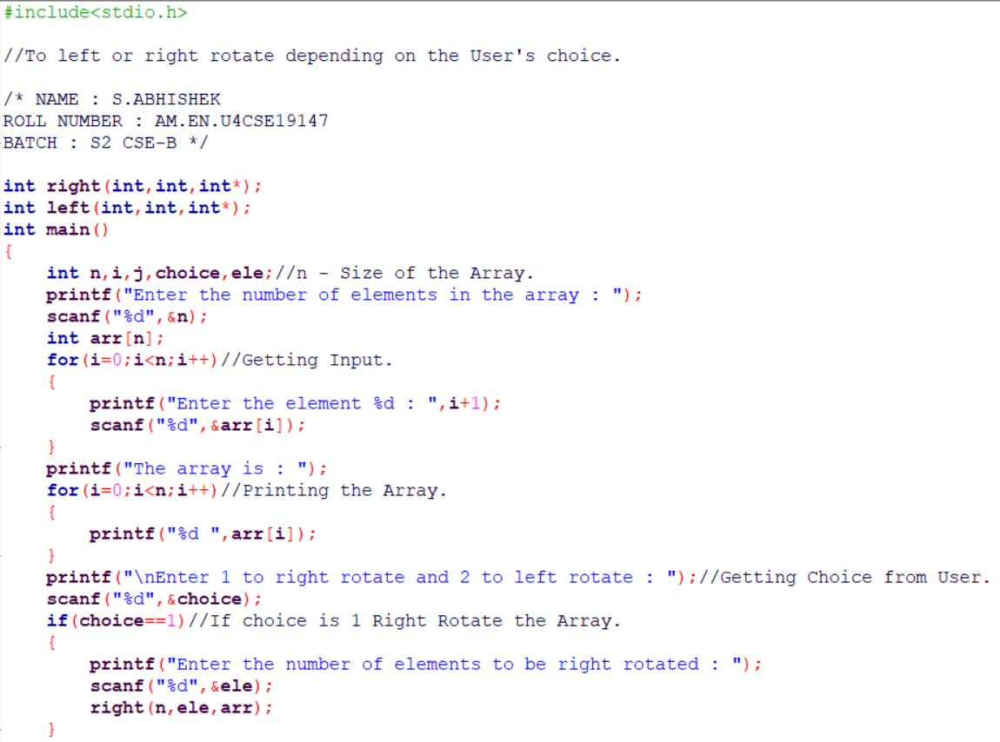 #include<stdio.h>
//To left or right rotate depending on the User's choice.
/* NAME : S.ABHISHEK
ROLL NUMBER : AM.EN.U4CSE19147
BATCH : S2 CSE-B */
int right(int,int,int*);
int left(int,int,int*);
int main()
{
    int n,i,j,choice,ele;//n - Size of the Array.
    printf("Enter the number of elements in the array : ");
    scanf("%d",&n);
    int arr[n];
    for(i=0;i<n;i++)//Getting Input.
    {
        printf("Enter the element %d : ",i+1);
        scanf("%d",&arr[i]);
    }
    printf("The array is : ");
    for(i=0;i<n;i++)//Printing the Array.
    {
        printf("%d ",arr[i]);
    }
    printf("\nEnter 1 to right rotate and 2 to left rotate : ");//Getting Choice from User.
    scanf("%d",&choice);
    if(choice==1)//If choice is 1 Right Rotate the Array.
    {
        printf("Enter the number of elements to be right rotated : ");
        scanf("%d",&ele);
        right(n,ele,arr);
    }